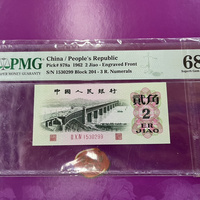 PMG
China / People's Republic
Pick# 878a 1962 2 Jiao - Engraved Front
S/N 1530299 Block 204 - 3 R. Numerals
68
中国人民银行
贰角
2
JIAO
1530299